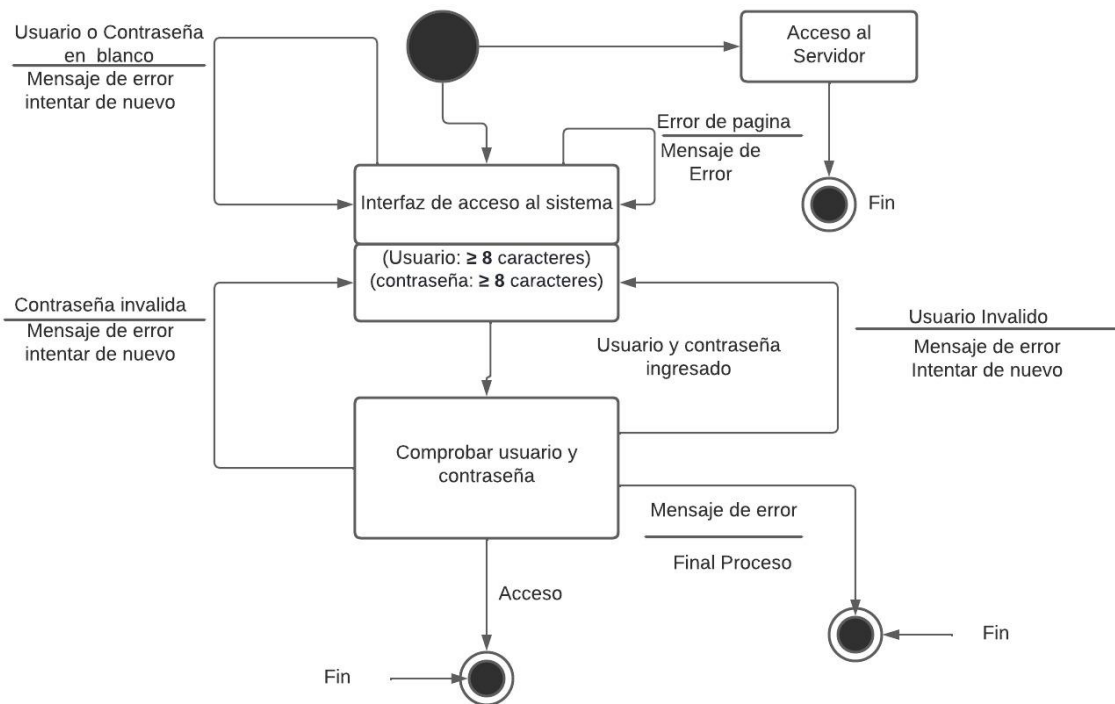 Usuario o Contraseña
en blanco
Mensaje de error
intentar de nuevo
Acceso al
Servidor
Error de pagina
Mensaje de
Error
Fin
Interfaz de acceso al sistema
(Usuario: ≥ 8 caracteres)
(contraseña: ≥ 8 caracteres)
Contraseña invalida
Mensaje de error
intentar de nuevo
Usuario y contraseña
ingresado
Usuario Invalido
Mensaje de error
Intentar de nuevo
Comprobar usuario y
contraseña
Mensaje de error
Final Proceso
Acceso
Fin
Fin